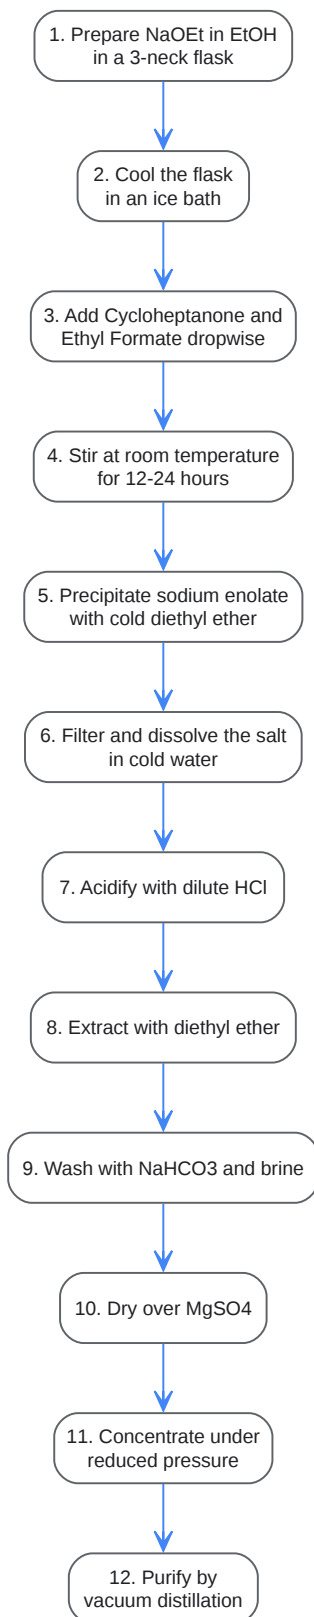 1. Prepare NaOEt in EtOH
in a 3-neck flask
2. Cool the flask
in an ice bath
3. Add Cycloheptanone and
Ethyl Formate dropwise
4. Stir at room temperature
for 12-24 hours
5. Precipitate sodium enolate
with cold diethyl ether
6. Filter and dissolve the salt
in cold water
7. Acidify with dilute HCl
8. Extract with diethyl ether
9. Wash with NaHCO3 and brine
10. Dry over MgSO4
11. Concentrate under
reduced pressure
12. Purify by
vacuum distillation